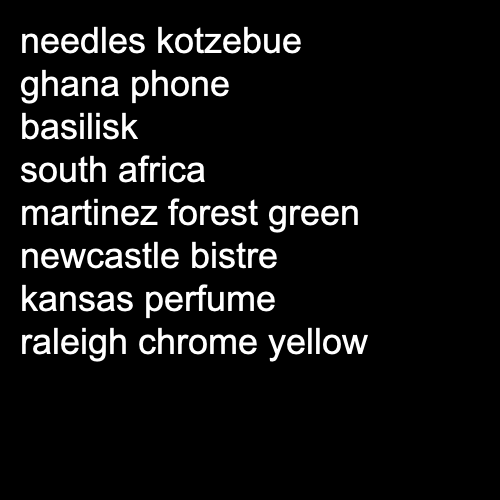 needles kotzebue
ghana phone
basilisk
south africa
martinez forest green
newcastle bistre
kansas perfume
raleigh chrome yellow